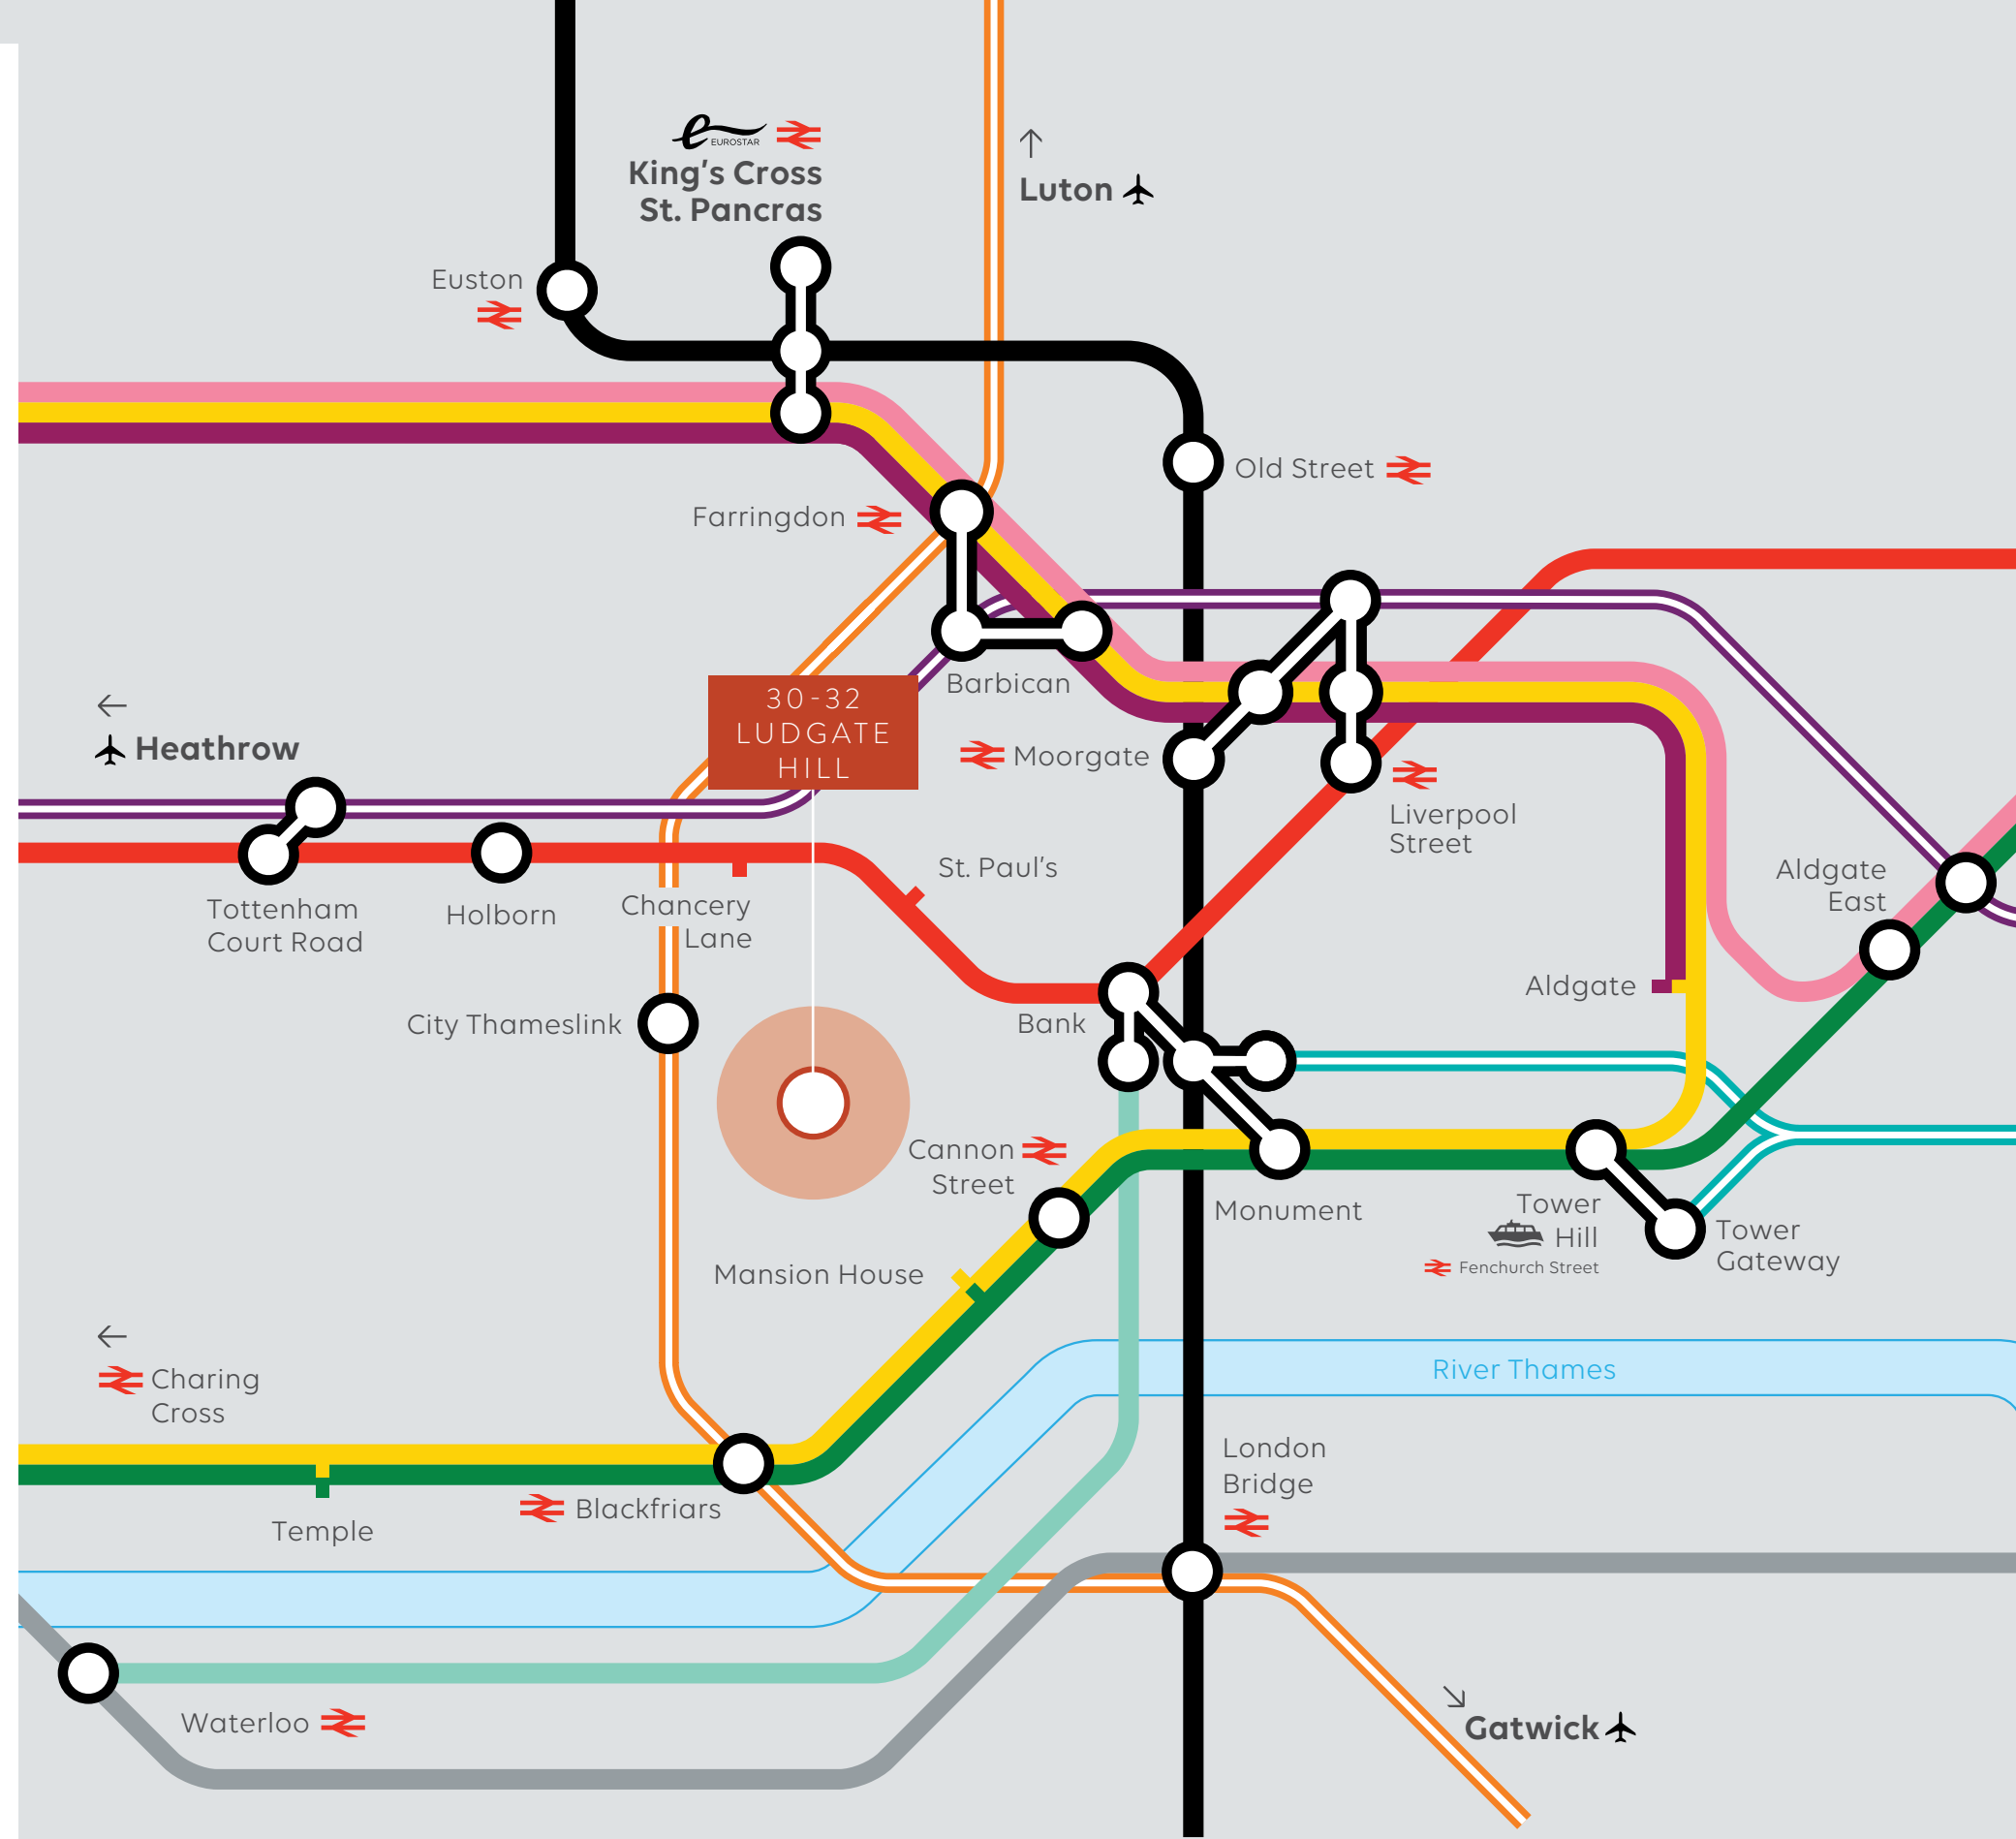 EUROSTAR
King's Cross
St. Pancras
Luton
Euston
Old Street
Farringdon
Barbican
30-32
LUDGATE
HILL
Heathrow
Moorgate
Liverpool
Street
St. Paul's
Aldgate
East
Tottenham
Court Road
Holborn
Chancery
Lane
Aldgate
City Thameslink
Bank
Cannon
Street
Monument
Tower
Hill
Fenchurch Street
Tower
Gateway
Mansion House
River Thames
Charing
Cross
London
Bridge
Blackfriars
Temple
Waterloo
Gatwick